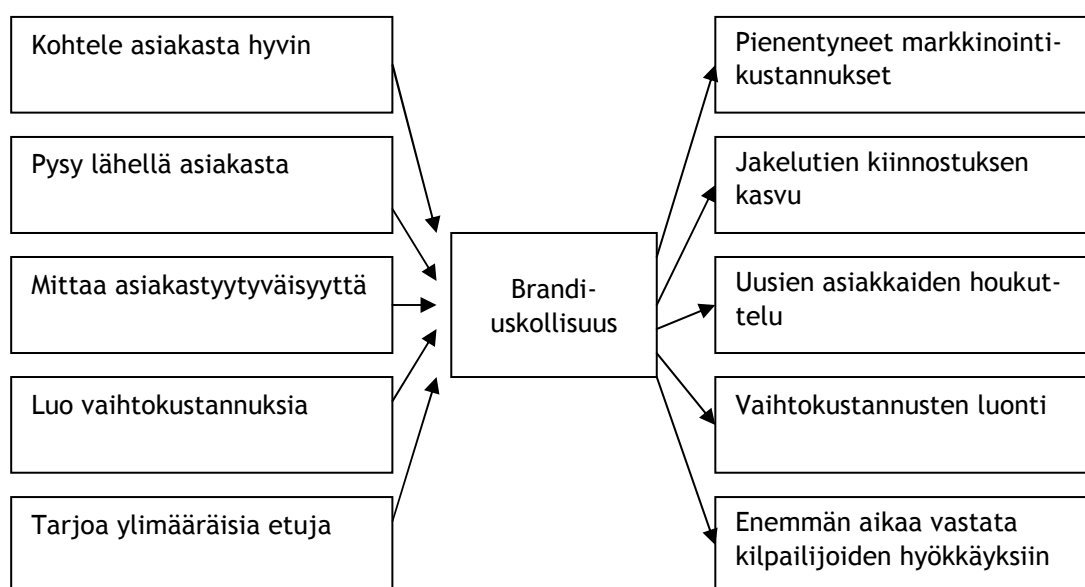 Kohtele asiakasta hyvin
Pysy lähellä asiakasta
Mittaa asiakastyytyväisyyttä
Luo vaihtokustannuksia
Tarjoa ylimääräisia etuja
Brandi-
uskollisuus
Pienentyneet markkinointi-
kustannukset
Jakelutien kiinnostuksen
kasvu
Uusien asiakkaiden houkut-
telu
Vaihtokustannusten luonti
Enemmän aikaa vastata
kilpailijoiden hyökkäyksiin